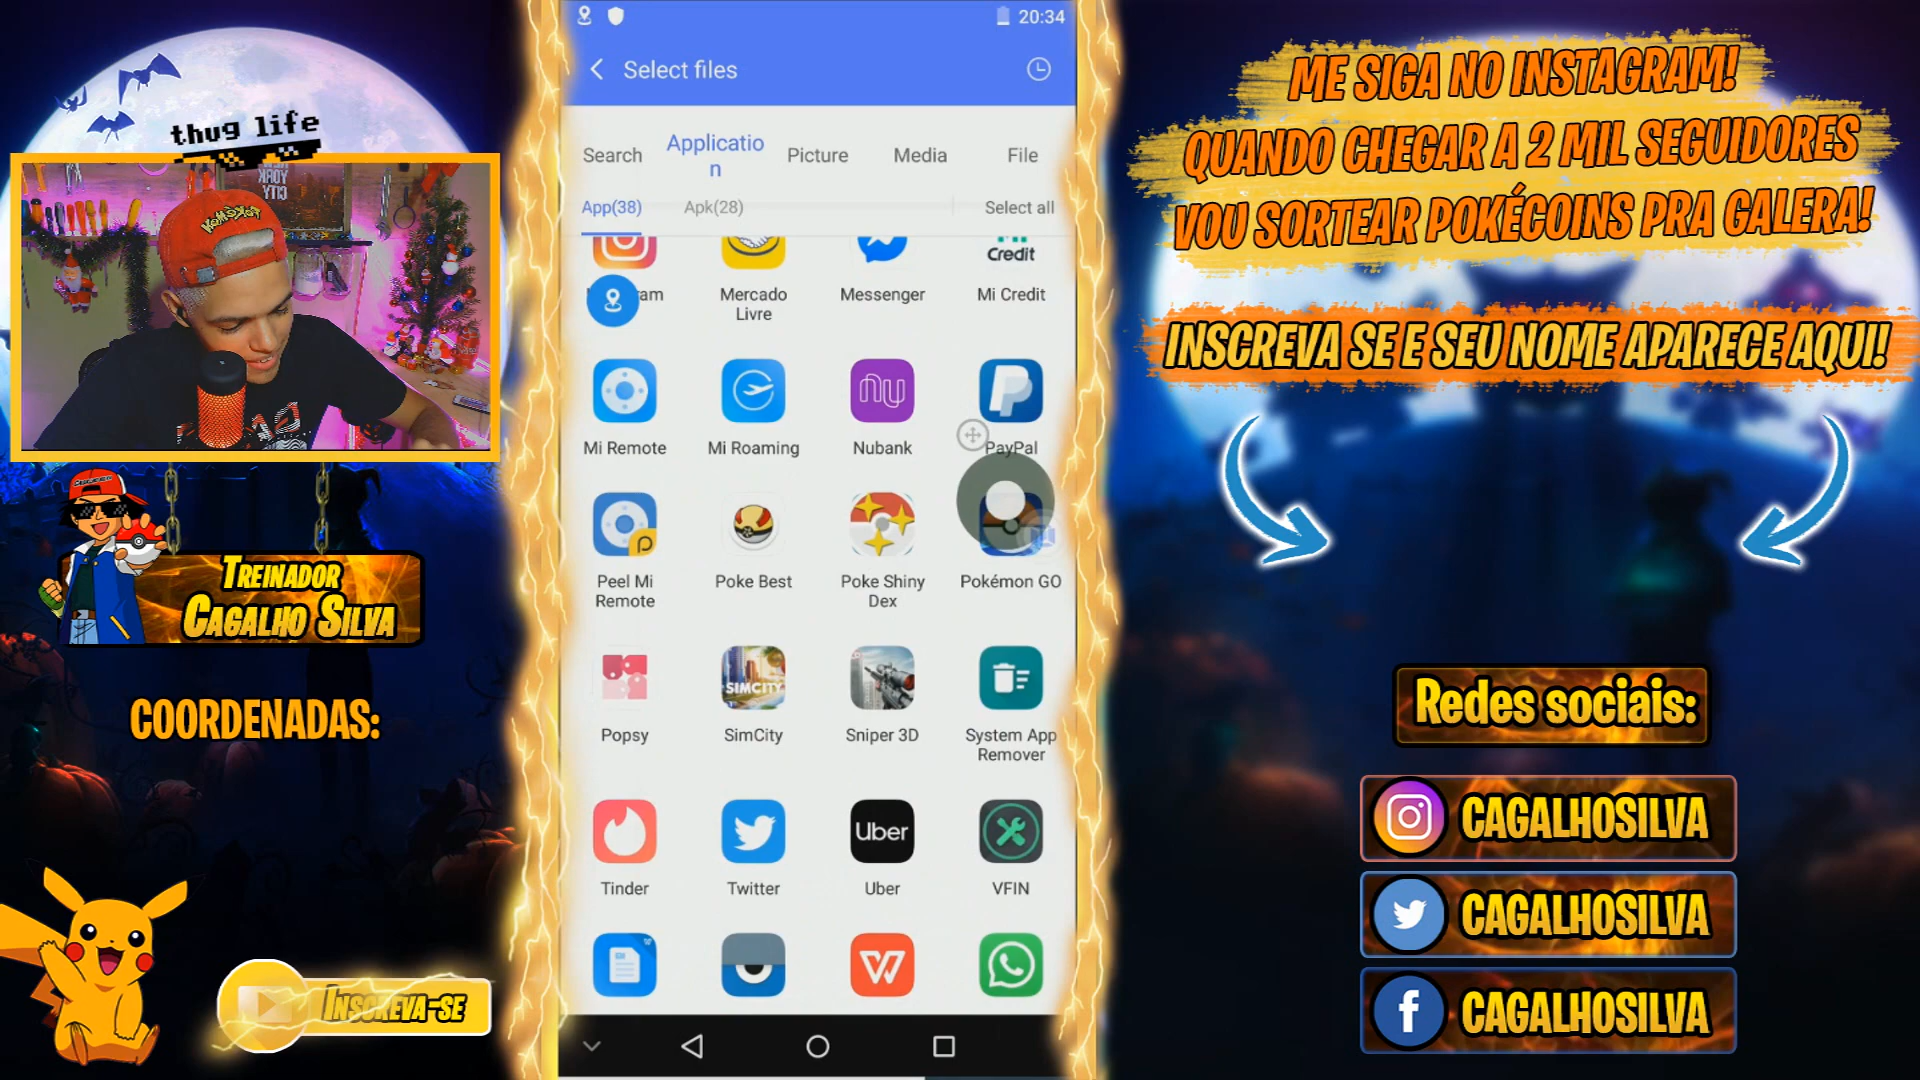 20:34
Select files
Search
Applicatio
n
Picture
Media
File
App(38)
Apk(28)
Select all
Credit
Mercado
Livre
Messenger
Mi Credit
Mi Remote
Mi Roaming
Nubank
PayPal
Peel Mi
Remote
Poke Best
Poke Shiny
Dex
Pokémon GO
SIMCITY
Popsy
SimCity
Sniper 3D
System App
Remover
Uber
Tinder
Twitter
Uber
VFIN
thug life
YORK
CITY
POKéMON
TREINADOR
CAGALHO SILVA
COORDENADAS:
INSCREVA-SE
ME SIGA NO INSTAGRAM!
QUANDO CHEGAR A 2 MIL SEGUIDORES
VOU SORTEAR POKÉCOINS PRA GALERA!
INSCREVA SE E SEU NOME APARECE AQUI!
Redes sociais:
CAGALHOSILVA
CAGALHOSILVA
CAGALHOSILVA